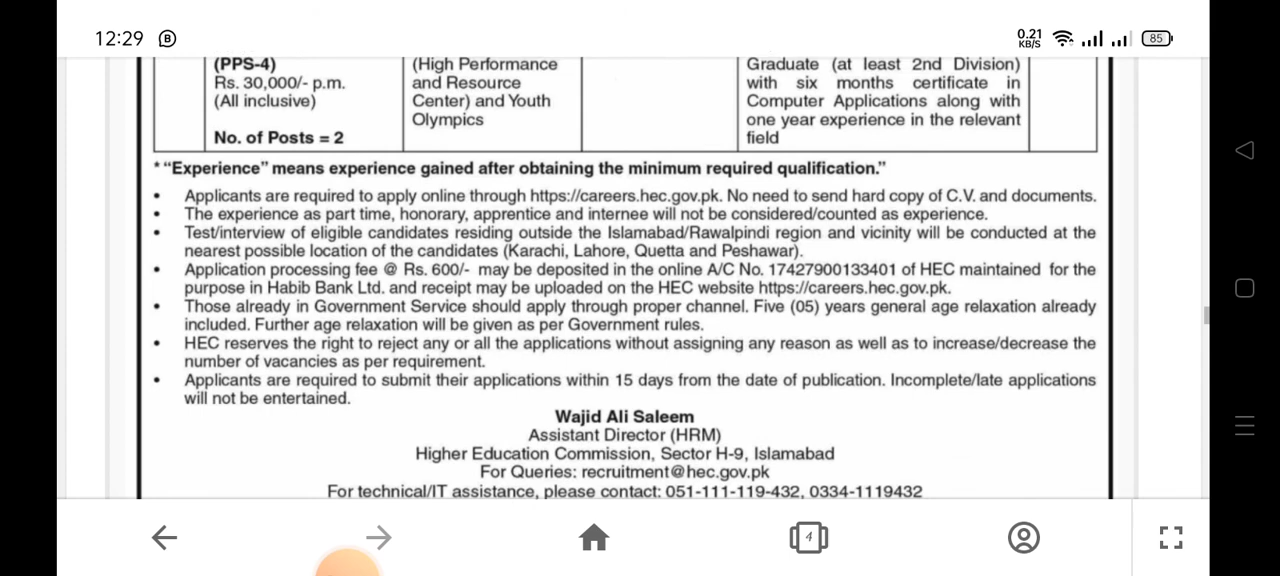 12:29 B 0.21 KB/S 85
(PPS-4)
Rs. 30,000/- p.m.
(All inclusive)
No. of Posts = 2
(High Performance
and Resource
Center) and Youth
Olympics
Graduate (at least 2nd Division)
with six months certificate in
Computer Applications along with
one year experience in the relevant
field
* “Experience” means experience gained after obtaining the minimum required qualification.”
• Applicants are required to apply online through https://careers.hec.gov.pk. No need to send hard copy of C.V. and documents.
• The experience as part time, honorary, apprentice and internee will not be considered/counted as experience.
• Test/interview of eligible candidates residing outside the Islamabad/Rawalpindi region and vicinity will be conducted at the
nearest possible location of the candidates (Karachi, Lahore, Quetta and Peshawar).
• Application processing fee @ Rs. 600/- may be deposited in the online A/C No. 17427900133401 of HEC maintained for the
purpose in Habib Bank Ltd. and receipt may be uploaded on the HEC website https://careers.hec.gov.pk.
• Those already in Government Service should apply through proper channel. Five (05) years general age relaxation already
included. Further age relaxation will be given as per Government rules.
• HEC reserves the right to reject any or all the applications without assigning any reason as well as to increase/decrease the
number of vacancies as per requirement.
• Applicants are required to submit their applications within 15 days from the date of publication. Incomplete/late applications
will not be entertained.
Wajid Ali Saleem
Assistant Director (HRM)
Higher Education Commission, Sector H-9, Islamabad
For Queries: recruitment@hec.gov.pk
For technical/IT assistance, please contact: 051-111-119-432, 0334-1119432
4